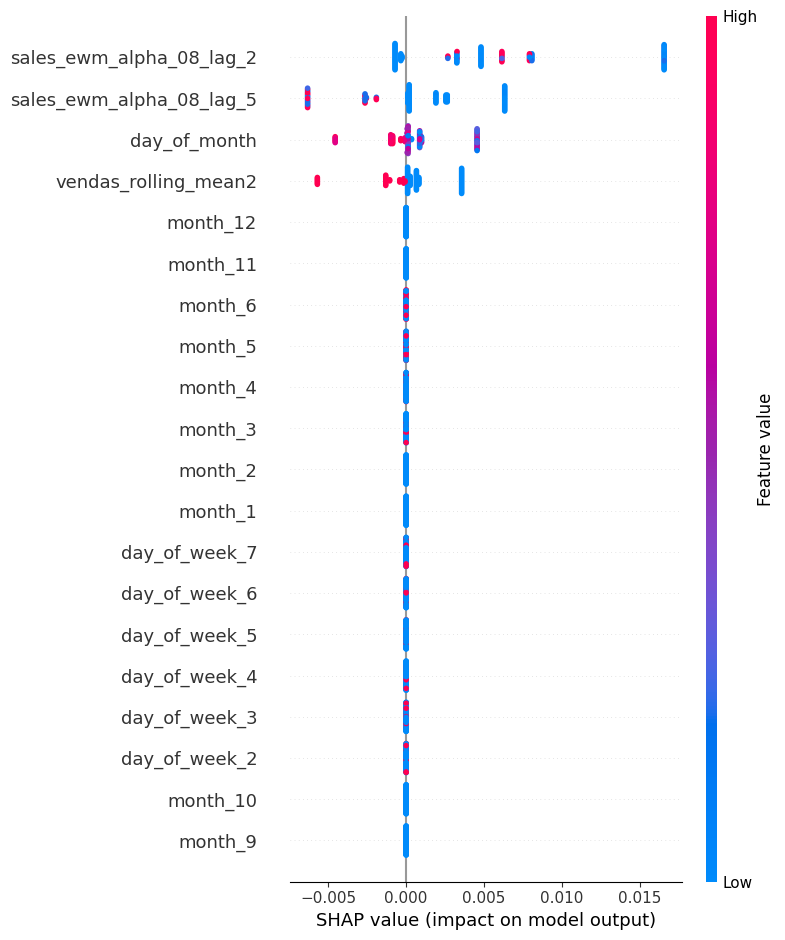 High
sales_ewm_alpha_08_lag_2
sales_ewm_alpha_08_lag_5
day_of_month
vendas_rolling_mean2
month_12
month_11
month_6
month_5
month_4
month_3
month_2
month_1
day_of_week_7
day_of_week_6
day_of_week_5
day_of_week_4
day_of_week_3
day_of_week_2
month_10
month_9
Feature value
Low
−0.005 0.000 0.005 0.010 0.015
SHAP value (impact on model output)